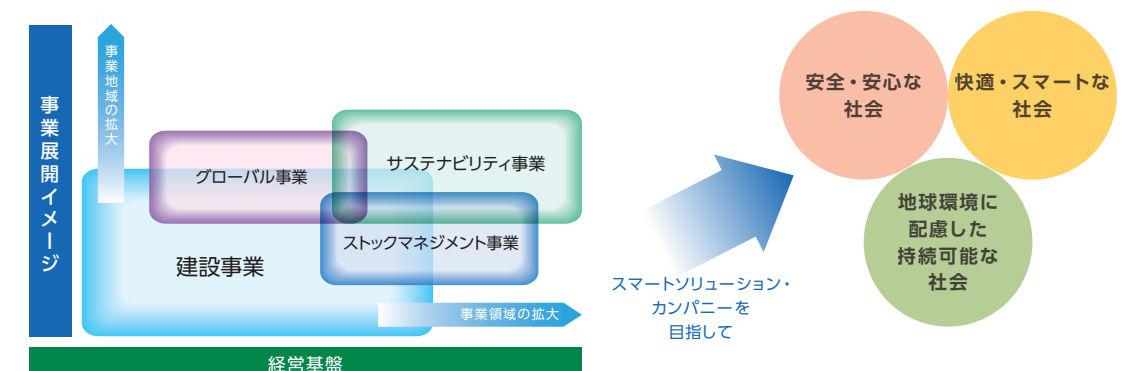 事業展開イメージ
事業地域の拡大
グローバル事業
サステナビリティ事業
ストックマネジメント事業
建設事業
事業領域の拡大
経営基盤
スマートソリューション・
カンパニーを
目指して
安全・安心な
社会
快適・スマートな
社会
地球環境に
配慮した
持続可能な
社会